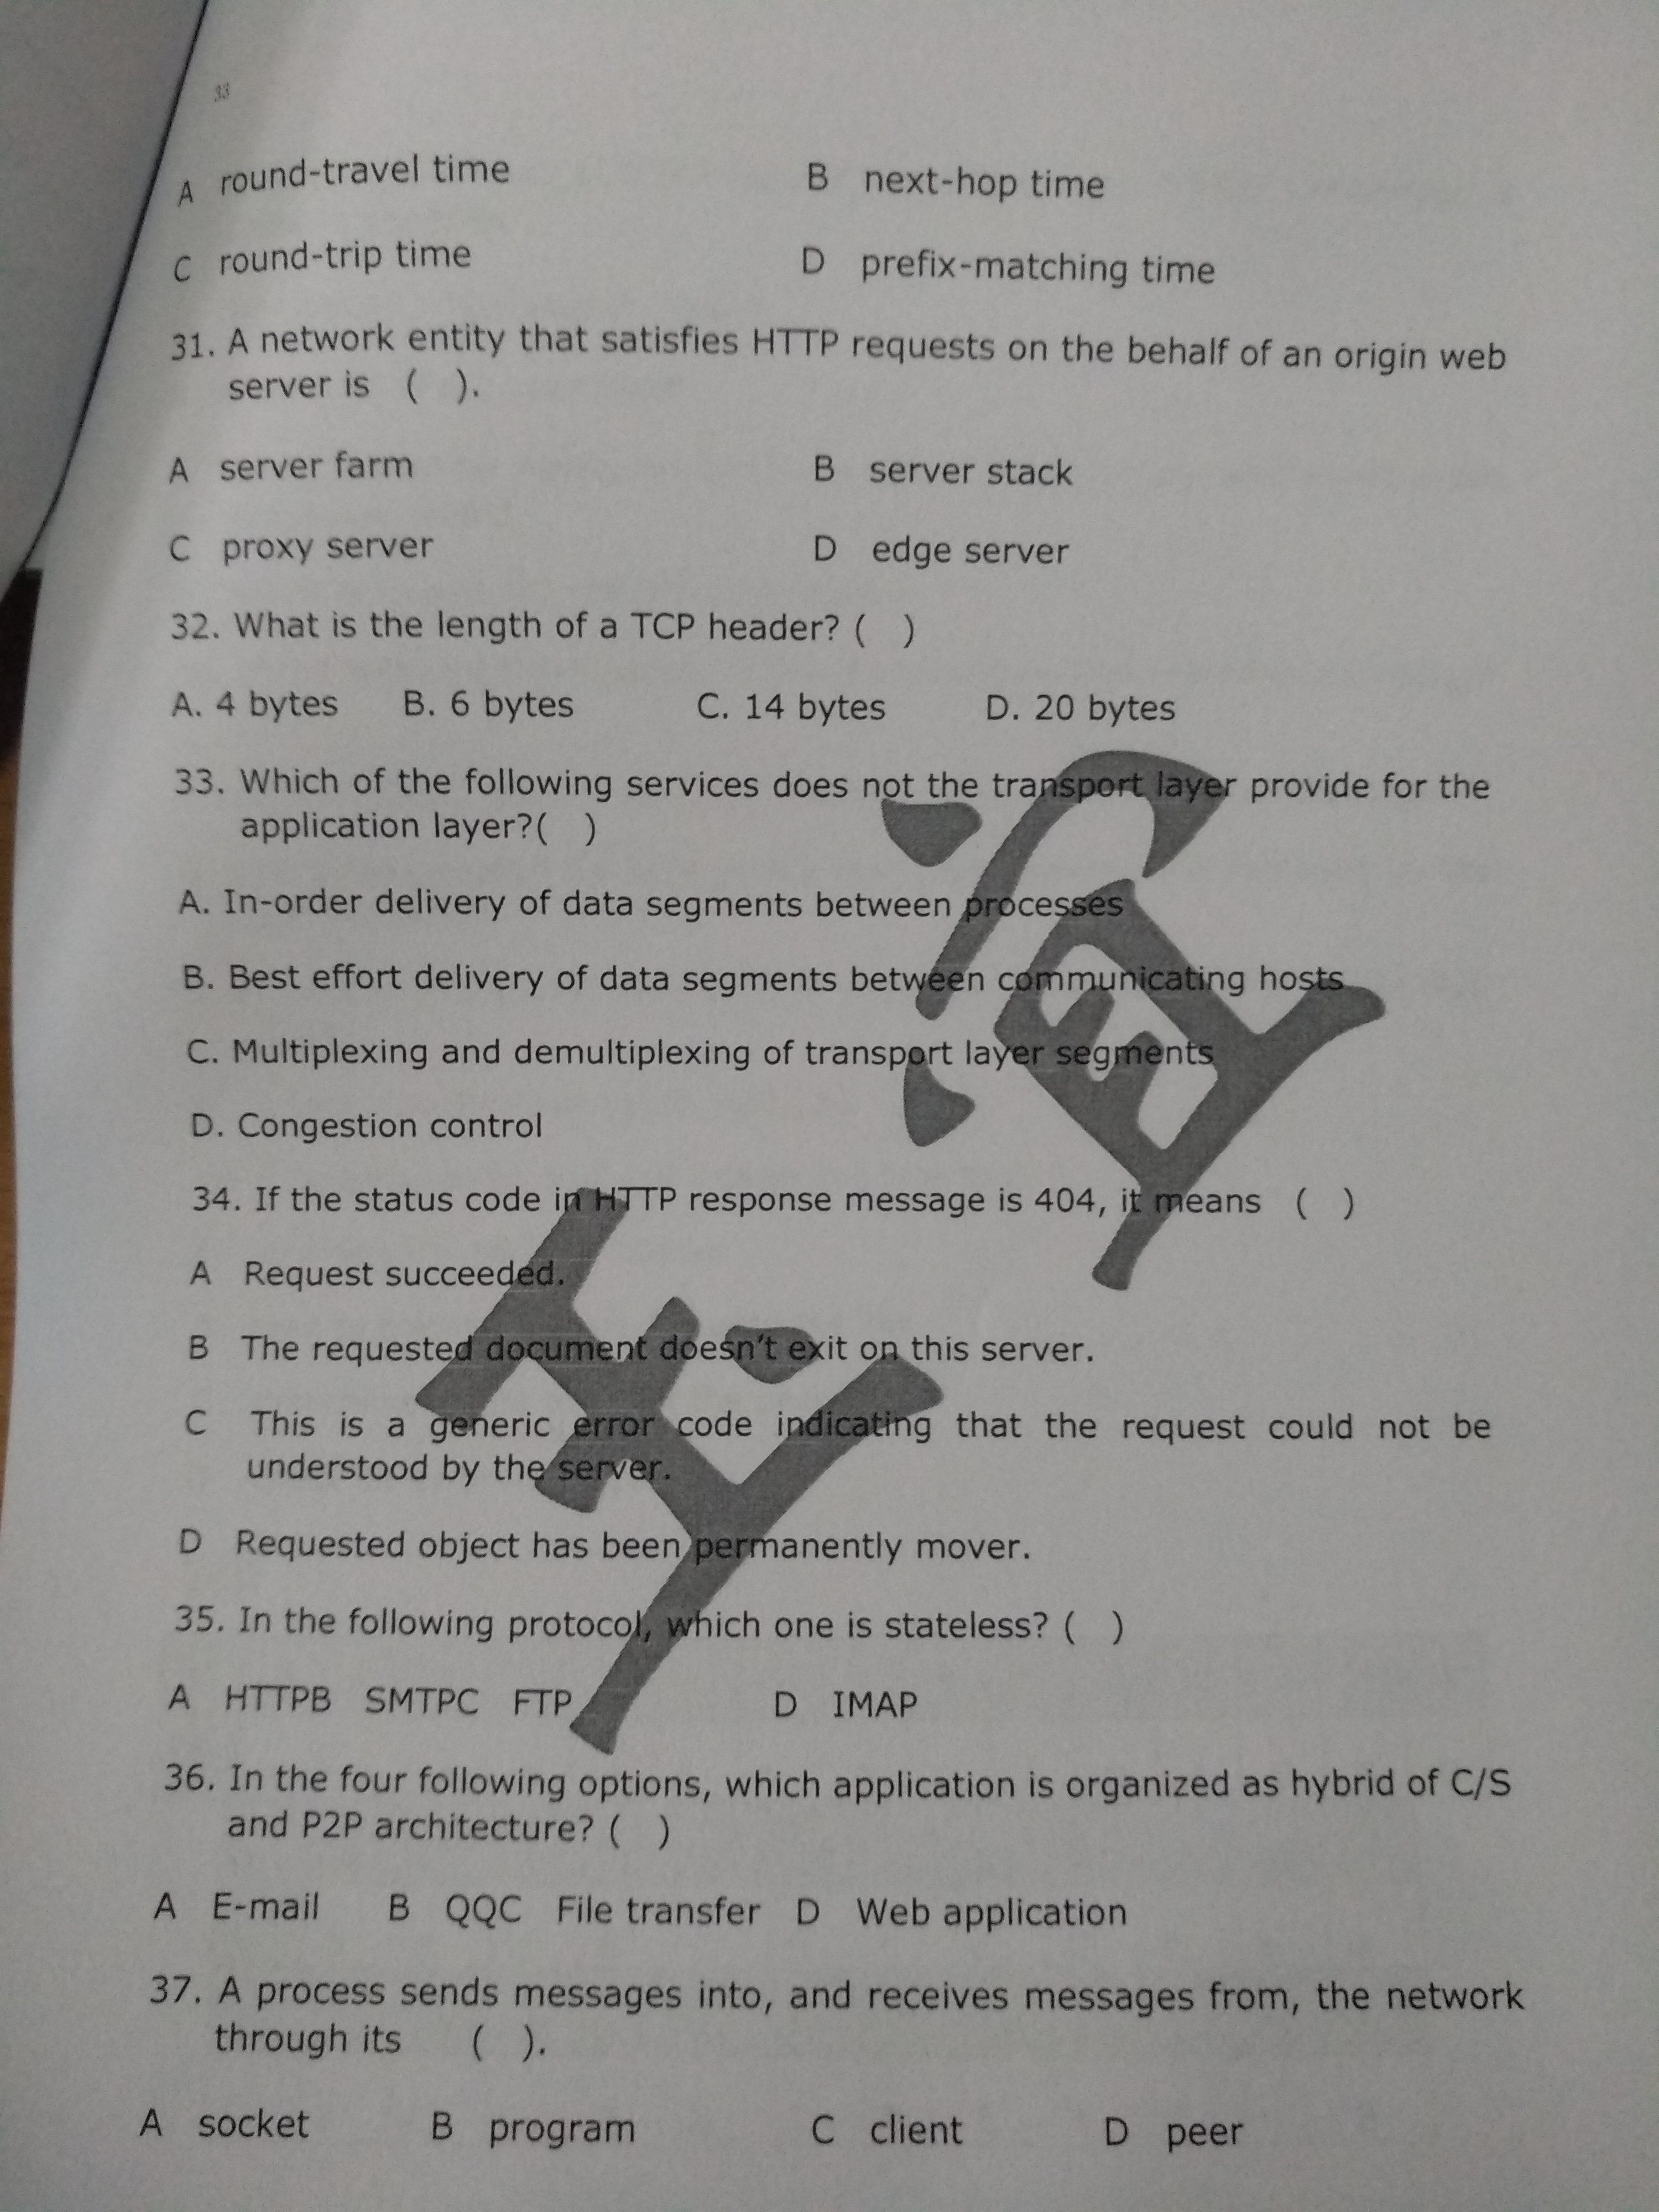 33
A round-travel time B next-hop time
C round-trip time D prefix-matching time
31. A network entity that satisfies HTTP requests on the behalf of an origin web
server is ( ).
A server farm B server stack
C proxy server D edge server
32. What is the length of a TCP header? ( )
A. 4 bytes B. 6 bytes C. 14 bytes D. 20 bytes
33. Which of the following services does not the transport layer provide for the
application layer?( )
A. In-order delivery of data segments between processes
B. Best effort delivery of data segments between communicating hosts
C. Multiplexing and demultiplexing of transport layer segments
D. Congestion control
34. If the status code in HTTP response message is 404, it means ( )
A Request succeeded.
B The requested document doesn't exit on this server.
C This is a generic error code indicating that the request could not be
understood by the server.
D Requested object has been permanently mover.
35. In the following protocol, which one is stateless? ( )
A HTTPB SMTPC FTP D IMAP
36. In the four following options, which application is organized as hybrid of C/S
and P2P architecture? ( )
A E-mail B QQC File transfer D Web application
37. A process sends messages into, and receives messages from, the network
through its ( ).
A socket B program C client D peer